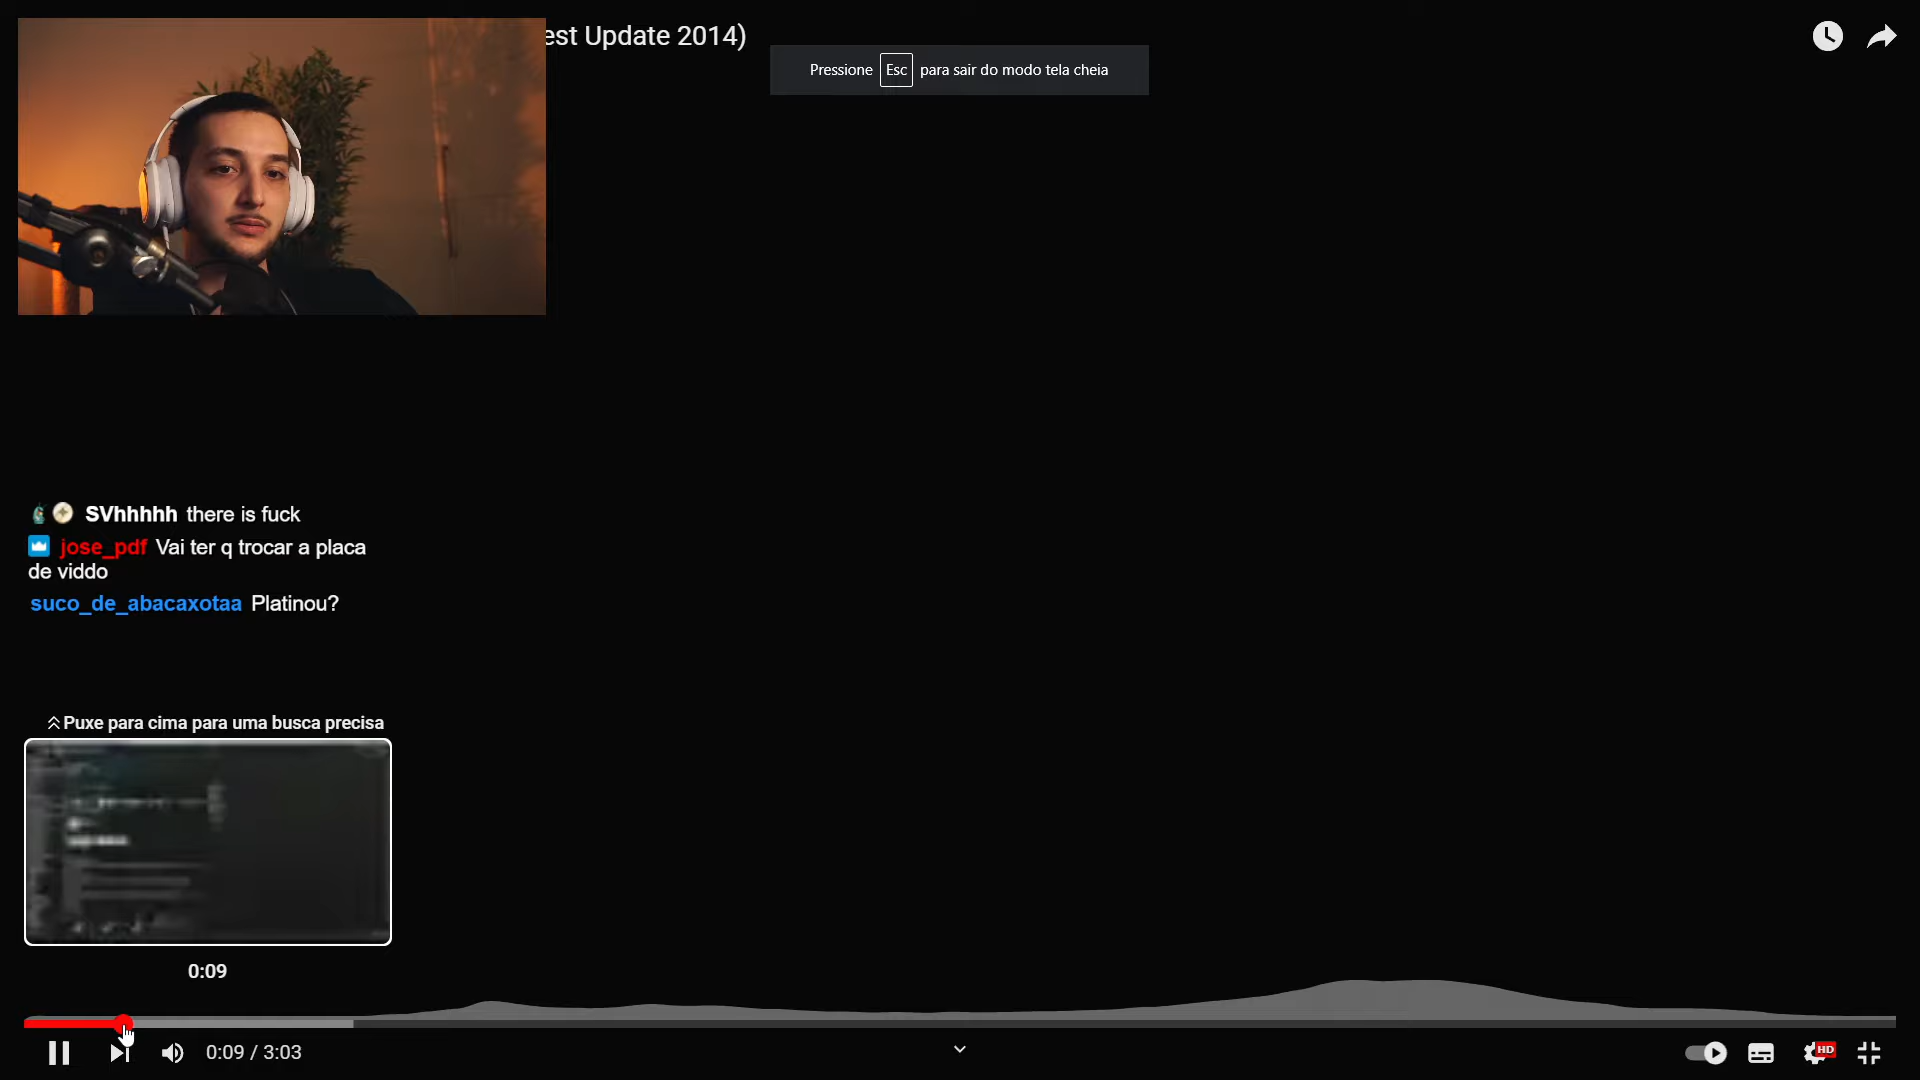 est Update 2014)
Pressione Esc para sair do modo tela cheia
SVhhhhh there is fuck
jose_pdf Vai ter q trocar a placa
de viddo
suco_de_abacaxotaa Platinou?
Puxe para cima para uma busca precisa
0:09
0:09 / 3:03
HD